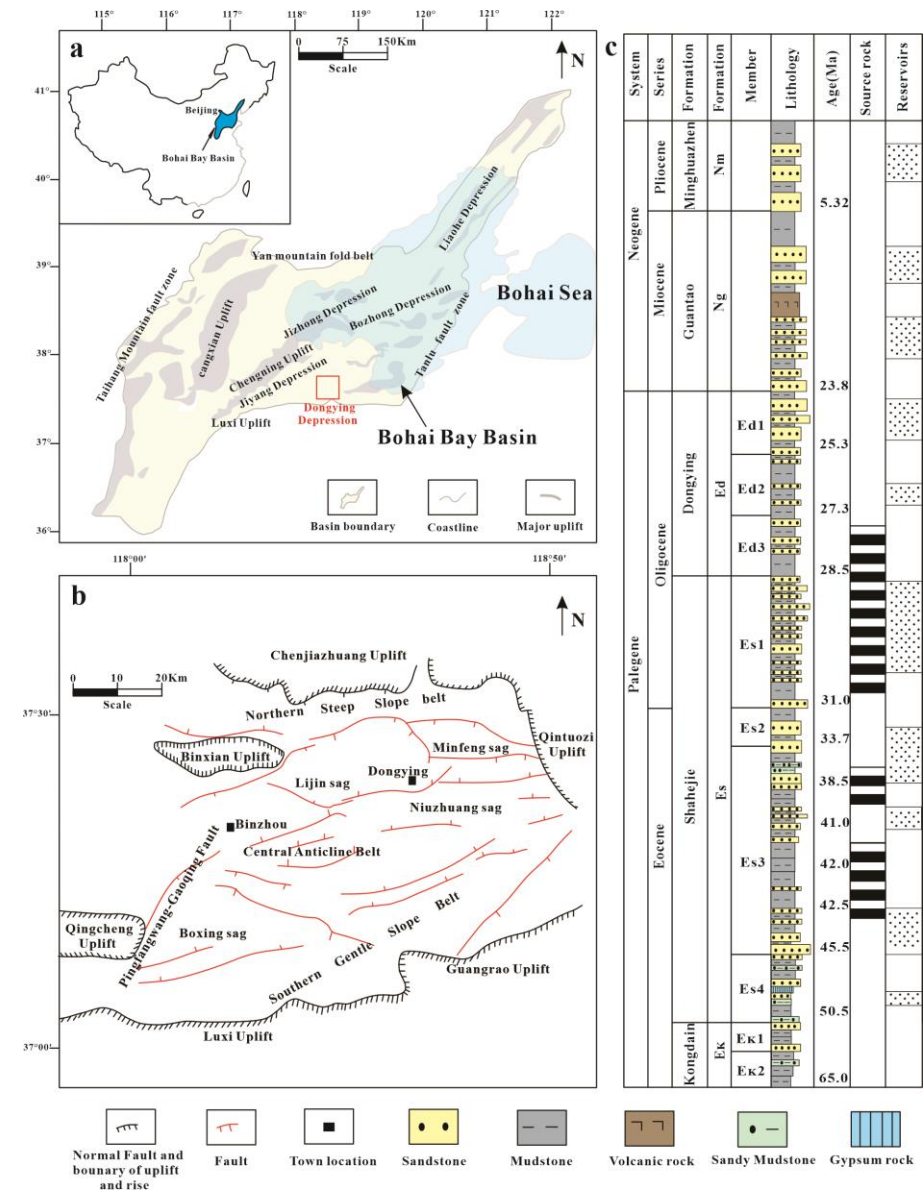 115°
116°
117°
118°
119°
120°
121°
122°
a
0 75 150Km
Scale
N
Beijing
Bohai Bay Basin
41°
40°
39°
38°
37°
36°
Yan mountain fold belt
Liaohe Depression
Bohai Sea
Taihang Mountain fault zone
cangxian Uplift
Jizhong Depression
Bozhong Depression
Tanlu fault zone
Chengning Uplift
Jiyang Depression
Luxi Uplift
Dongying
Depression
Bohai Bay Basin
Basin boundary
Coastline
Major uplift
118°00'
118°50'
b
N
0 10 20Km
Scale
37°30'
37°00'
Chenjiazhuang Uplift
Northern Steep Slope belt
Binxian Uplift
Minfeng sag
Qintuozi
Uplift
Lijin sag
Dongying
Niuzhuang sag
Binzhou
Central Anticline Belt
Pingfangwang-Gaoqing Fault
Qingcheng
Uplift
Boxing sag
Southern Gentle Slope Belt
Guangrao Uplift
Luxi Uplift
c
System
Series
Formation
Formation
Member
Lithology
Age(Ma)
Source rock
Reservoirs
Neogene
Palegene
Pliocene
Miocene
Oligocene
Eocene
Minghuazhen
Guantao
Dongying
Shahejie
Kongdain
Nm
Ng
Ed
Es
Eκ
Ed1
Ed2
Ed3
Es1
Es2
Es3
Es4
Eκ1
Eκ2
5.32
23.8
25.3
27.3
28.5
31.0
33.7
38.5
41.0
42.0
42.5
45.5
50.5
65.0
Normal Fault and
bounary of uplift
and rise
Fault
Town location
Sandstone
Mudstone
Volcanic rock
Sandy Mudstone
Gypsum rock